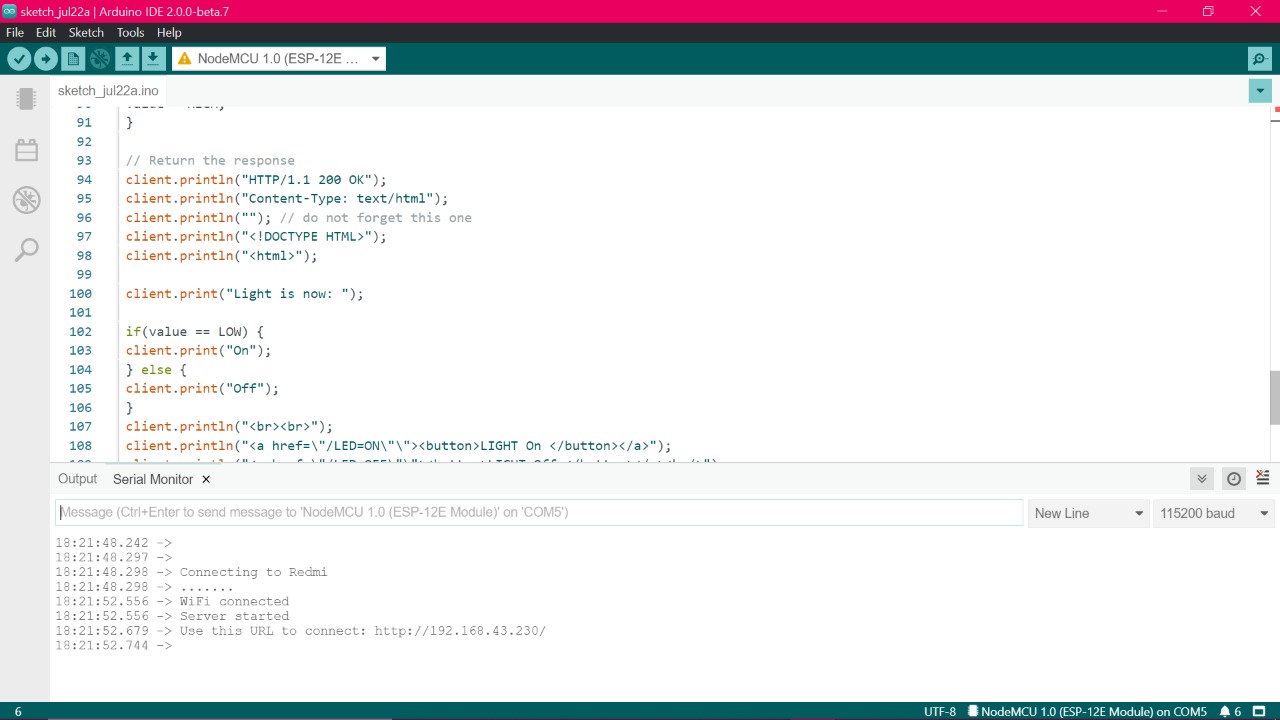 sketch_jul22a | Arduino IDE 2.0.0-beta.7
File Edit Sketch Tools Help
NodeMCU 1.0 (ESP-12E ...
sketch_jul22a.ino
91 }
92
93 // Return the response
94 client.println("HTTP/1.1 200 OK");
95 client.println("Content-Type: text/html");
96 client.println(""); // do not forget this one
97 client.println("<!DOCTYPE HTML>");
98 client.println("<html>");
99
100 client.print("Light is now: ");
101
102 if(value == LOW) {
103 client.print("On");
104 } else {
105 client.print("Off");
106 }
107 client.println("<br><br>");
108 client.println("<a href=\"/LED=ON\"\"><button>LIGHT On </button></a>");
Output Serial Monitor ×
Message (Ctrl+Enter to send message to 'NodeMCU 1.0 (ESP-12E Module)' on 'COM5')
New Line
115200 baud
18:21:48.242 ->
18:21:48.297 ->
18:21:48.298 -> Connecting to Redmi
18:21:48.298 -> .......
18:21:52.556 -> WiFi connected
18:21:52.556 -> Server started
18:21:52.679 -> Use this URL to connect: http://192.168.43.230/
18:21:52.744 ->
6 UTF-8 NodeMCU 1.0 (ESP-12E Module) on COM5 6